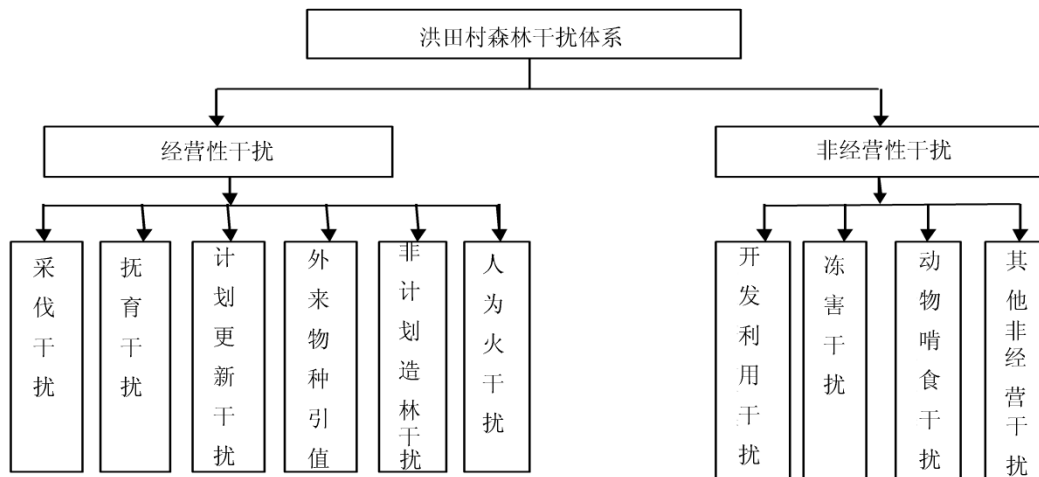 洪田村森林干扰体系
经营性干扰
非经营性干扰
采伐干扰
抚育干扰
计划更新干扰
外来物种引值
非计划造林干扰
人为火干扰
开发利用干扰
冻害干扰
动物啃食干扰
其他非经营干扰